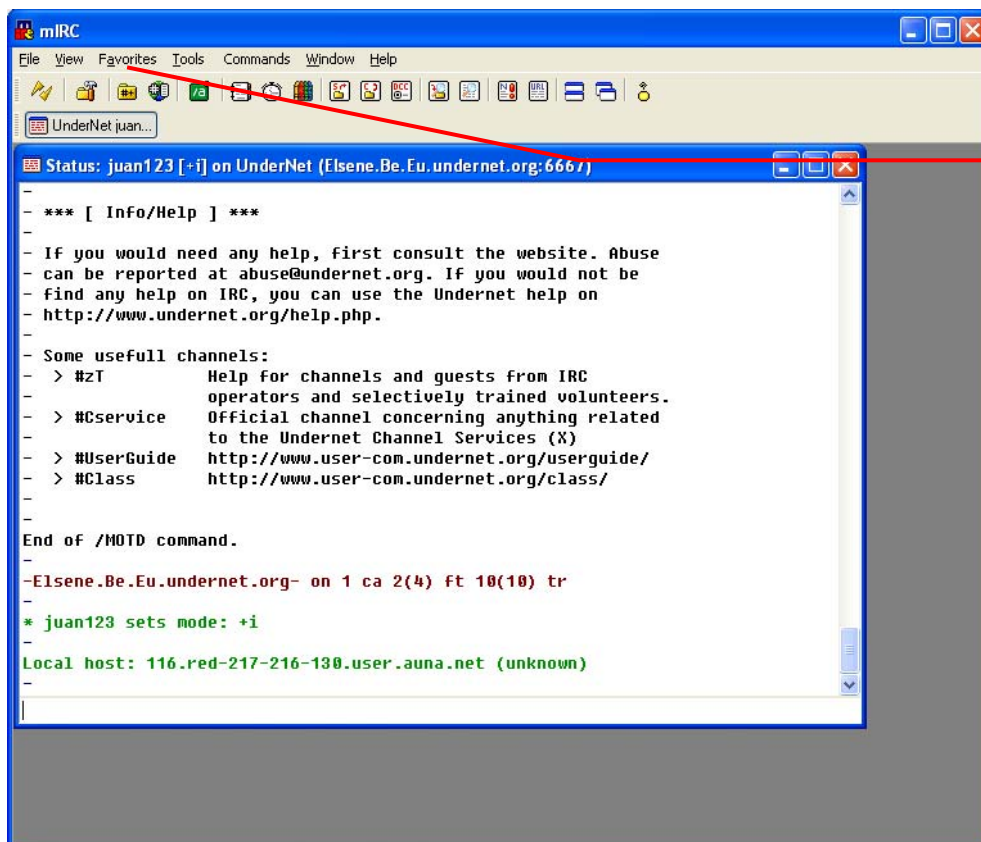 mIRC
File View Favorites Tools Commands Window Help
UnderNet juan...
Status: juan123 [+i] on UnderNet (Elsene.Be.Eu.undernet.org:6667)
-
- *** [ Info/Help ] ***
-
- If you would need any help, first consult the website. Abuse
- can be reported at abuse@undernet.org. If you would not be
- find any help on IRC, you can use the Undernet help on
- http://www.undernet.org/help.php.
-
- Some usefull channels:
- > #zT Help for channels and guests from IRC
- operators and selectively trained volunteers.
- > #Cservice Official channel concerning anything related
- to the Undernet Channel Services (X)
- > #UserGuide http://www.user-com.undernet.org/userguide/
- > #Class http://www.user-com.undernet.org/class/
-
-
End of /MOTD command.
-
-Elsene.Be.Eu.undernet.org- on 1 ca 2(4) ft 10(10) tr
-
* juan123 sets mode: +i
-
Local host: 116.red-217-216-130.user.auna.net (unknown)
-